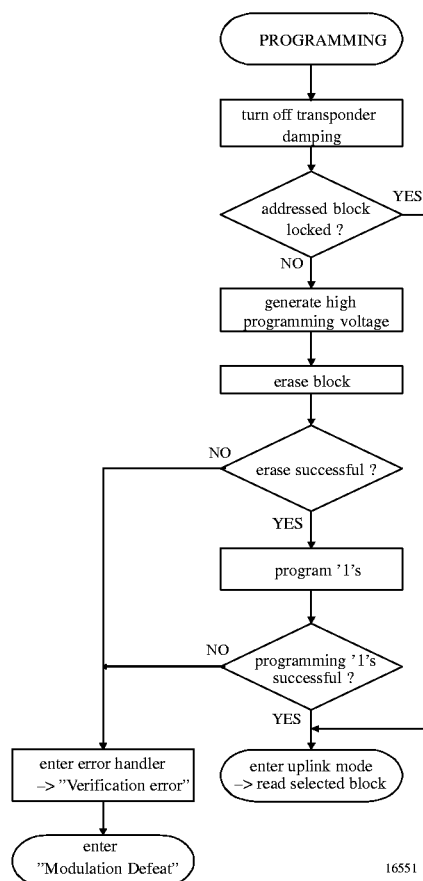 PROGRAMMING
turn off transponder
damping
YES
addressed block
locked ?
NO
generate high
programming voltage
erase block
NO
erase successful ?
YES
program '1's
NO
programming '1's
successful ?
YES
enter error handler
–> "Verification error"
enter uplink mode
–> read selected block
enter
"Modulation Defeat"
16551